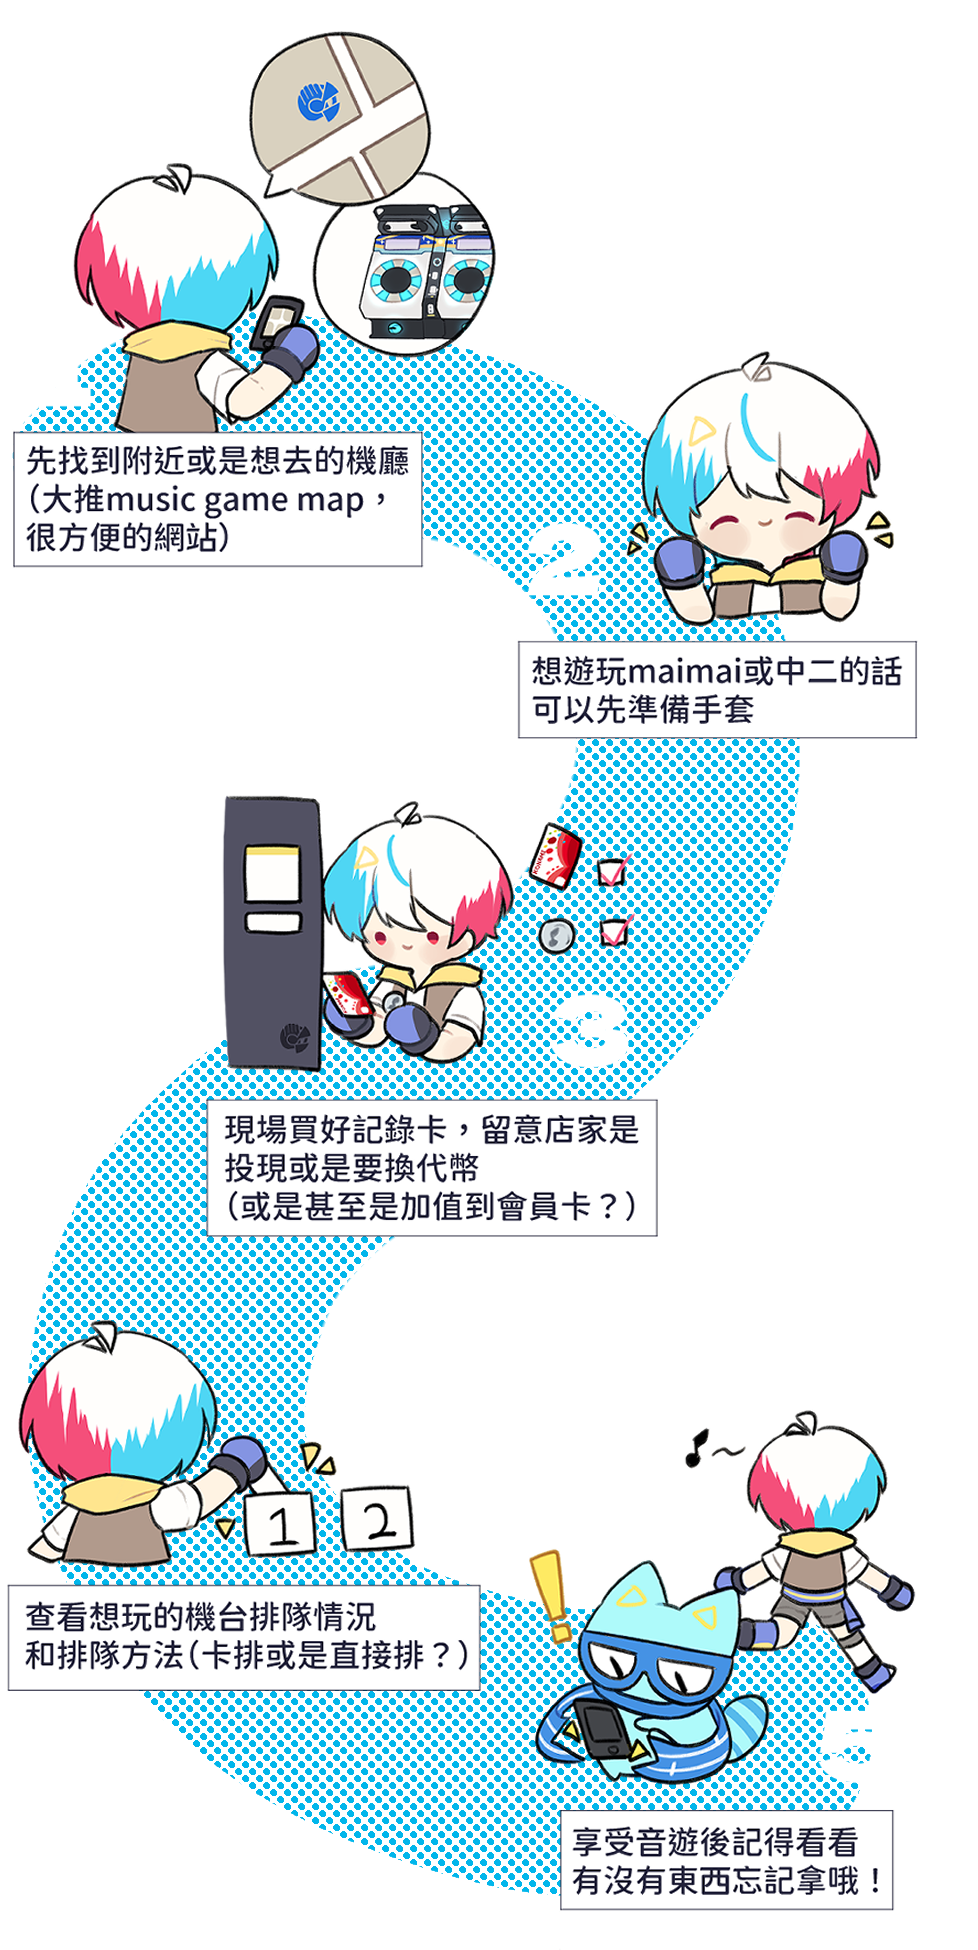 先找到附近或是想去的機廳
(大推music game map，
很方便的網站)
2
想遊玩maimai或中二的話
可以先準備手套
KONAMI
3
現場買好記錄卡，留意店家是
投現或是要換代幣
(或是甚至是加值到會員卡？)
1 2
查看想玩的機台排隊情況
和排隊方法(卡排或是直接排？)
5
享受音遊後記得看看
有沒有東西忘記拿哦！